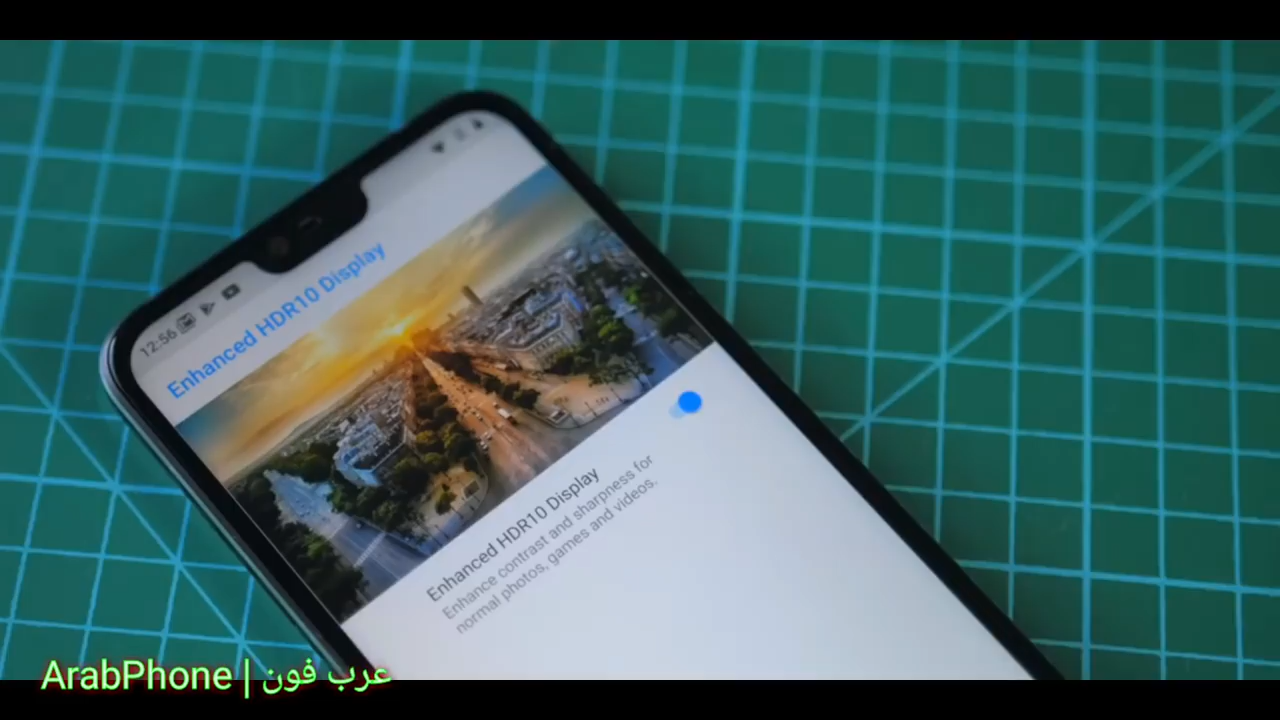 12:56
Enhanced HDR10 Display
Enhanced HDR10 Display
Enhance contrast and sharpness for
normal photos, games and videos.
ArabPhone | عرب فون